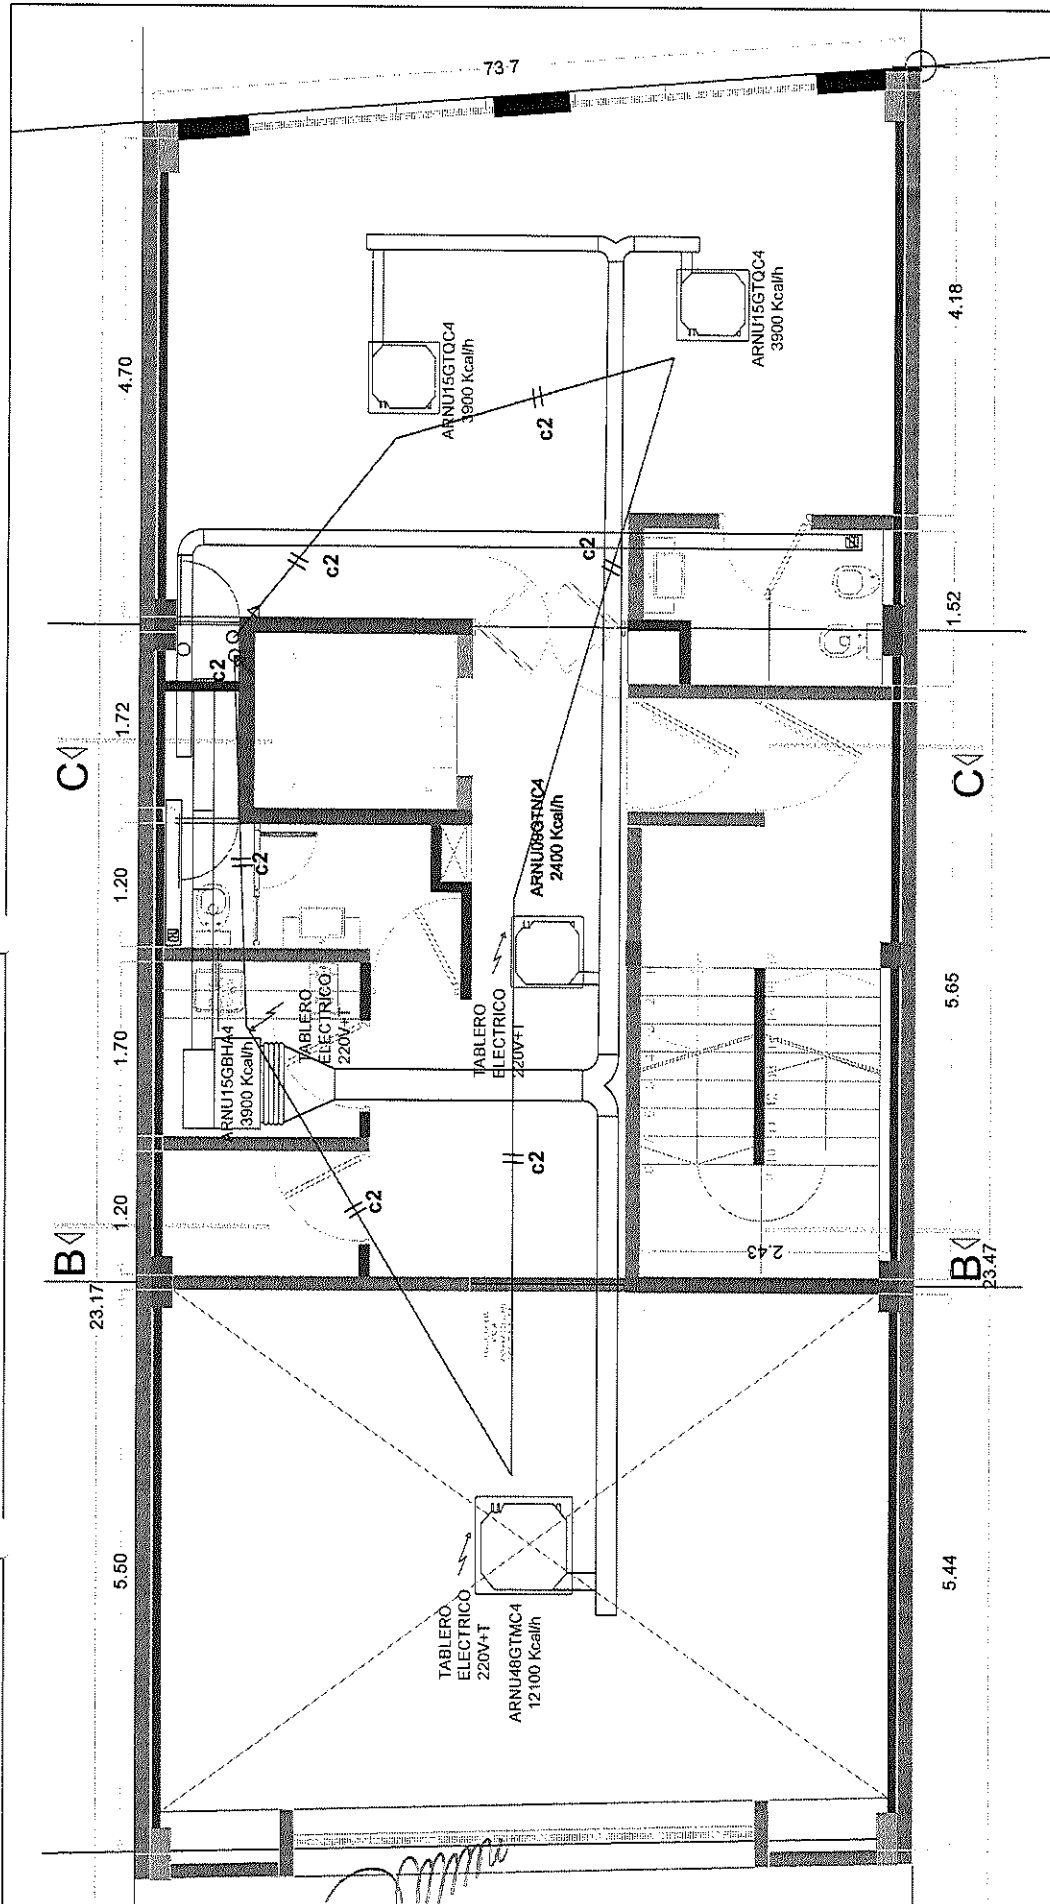 73·7
4.70
ARNU15GTQC4
3900 Kcal/h
ARNU15GTQC4
3900 Kcal/h
4.18
c2
c2
c2
1.52
c2
1.72
C
C
ARNU09GTNC4
2400 Kcal/h
c2
1.20
TABLERO
ELECTRICO
220V+T
TABLERO
ELECTRICO
220V+T
5.65
1.70
ARNU15GBHA4
3900 Kcal/h
c2
c2
1.20
B
2.43
B
23.17
23.47
5.50
TABLERO
ELECTRICO
220V+T
ARNU48GTMC4
12100 Kcal/h
5.44